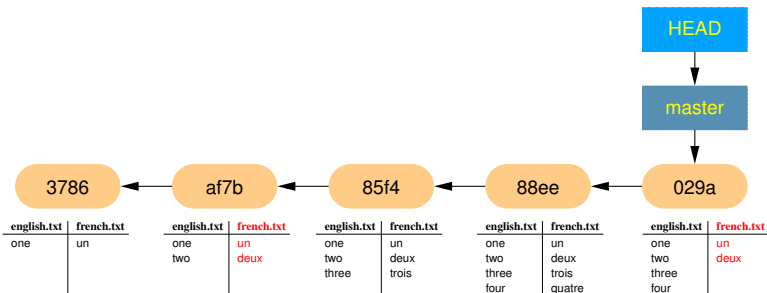 HEAD
master
3786 af7b 85f4 88ee 029a
english.txt french.txt english.txt french.txt english.txt french.txt english.txt french.txt english.txt french.txt
one un one un one un one un one un
two deux two deux two deux two deux
three trois three trois three
four quatre four